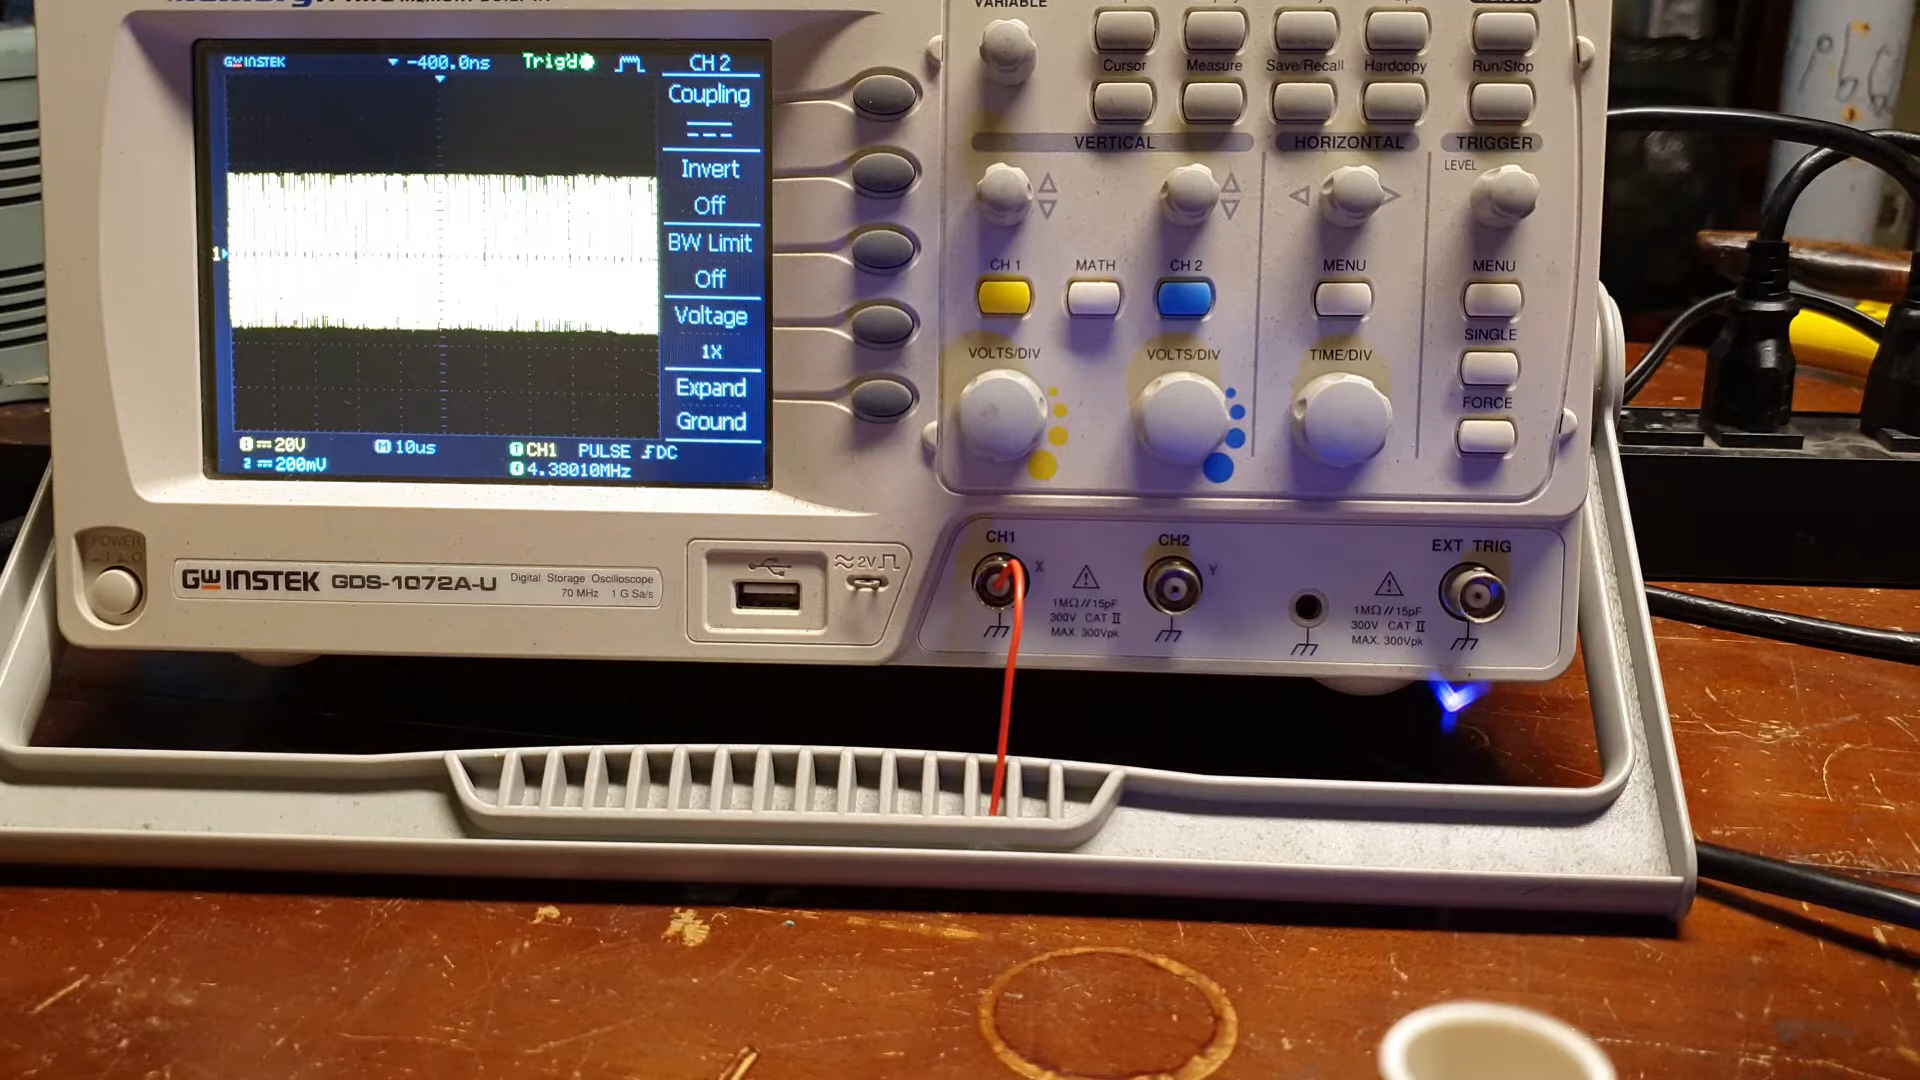 VARIABLE
GWINSTEK
-400.0ns
Trig'd
CH 2
Coupling
Invert
Off
BW Limit
Off
Voltage
1X
Expand
Ground
1
1 20V
M 10us
T CH1 PULSE DC
2 200mV
f 4.38010MHz
Cursor
Measure
Save/Recall
Hardcopy
Run/Stop
VERTICAL
HORIZONTAL
TRIGGER
LEVEL
CH 1
MATH
CH 2
MENU
MENU
SINGLE
VOLTS/DIV
VOLTS/DIV
TIME/DIV
FORCE
POWER
GWINSTEK GDS-1072A-U
Digital Storage Oscilloscope
70 MHz 1 G Sa/s
≈2V
CH1
X
1MΩ//15pF
300V CAT II
MAX. 300Vpk
CH2
Y
EXT TRIG
1MΩ//15pF
300V CAT II
MAX. 300Vpk